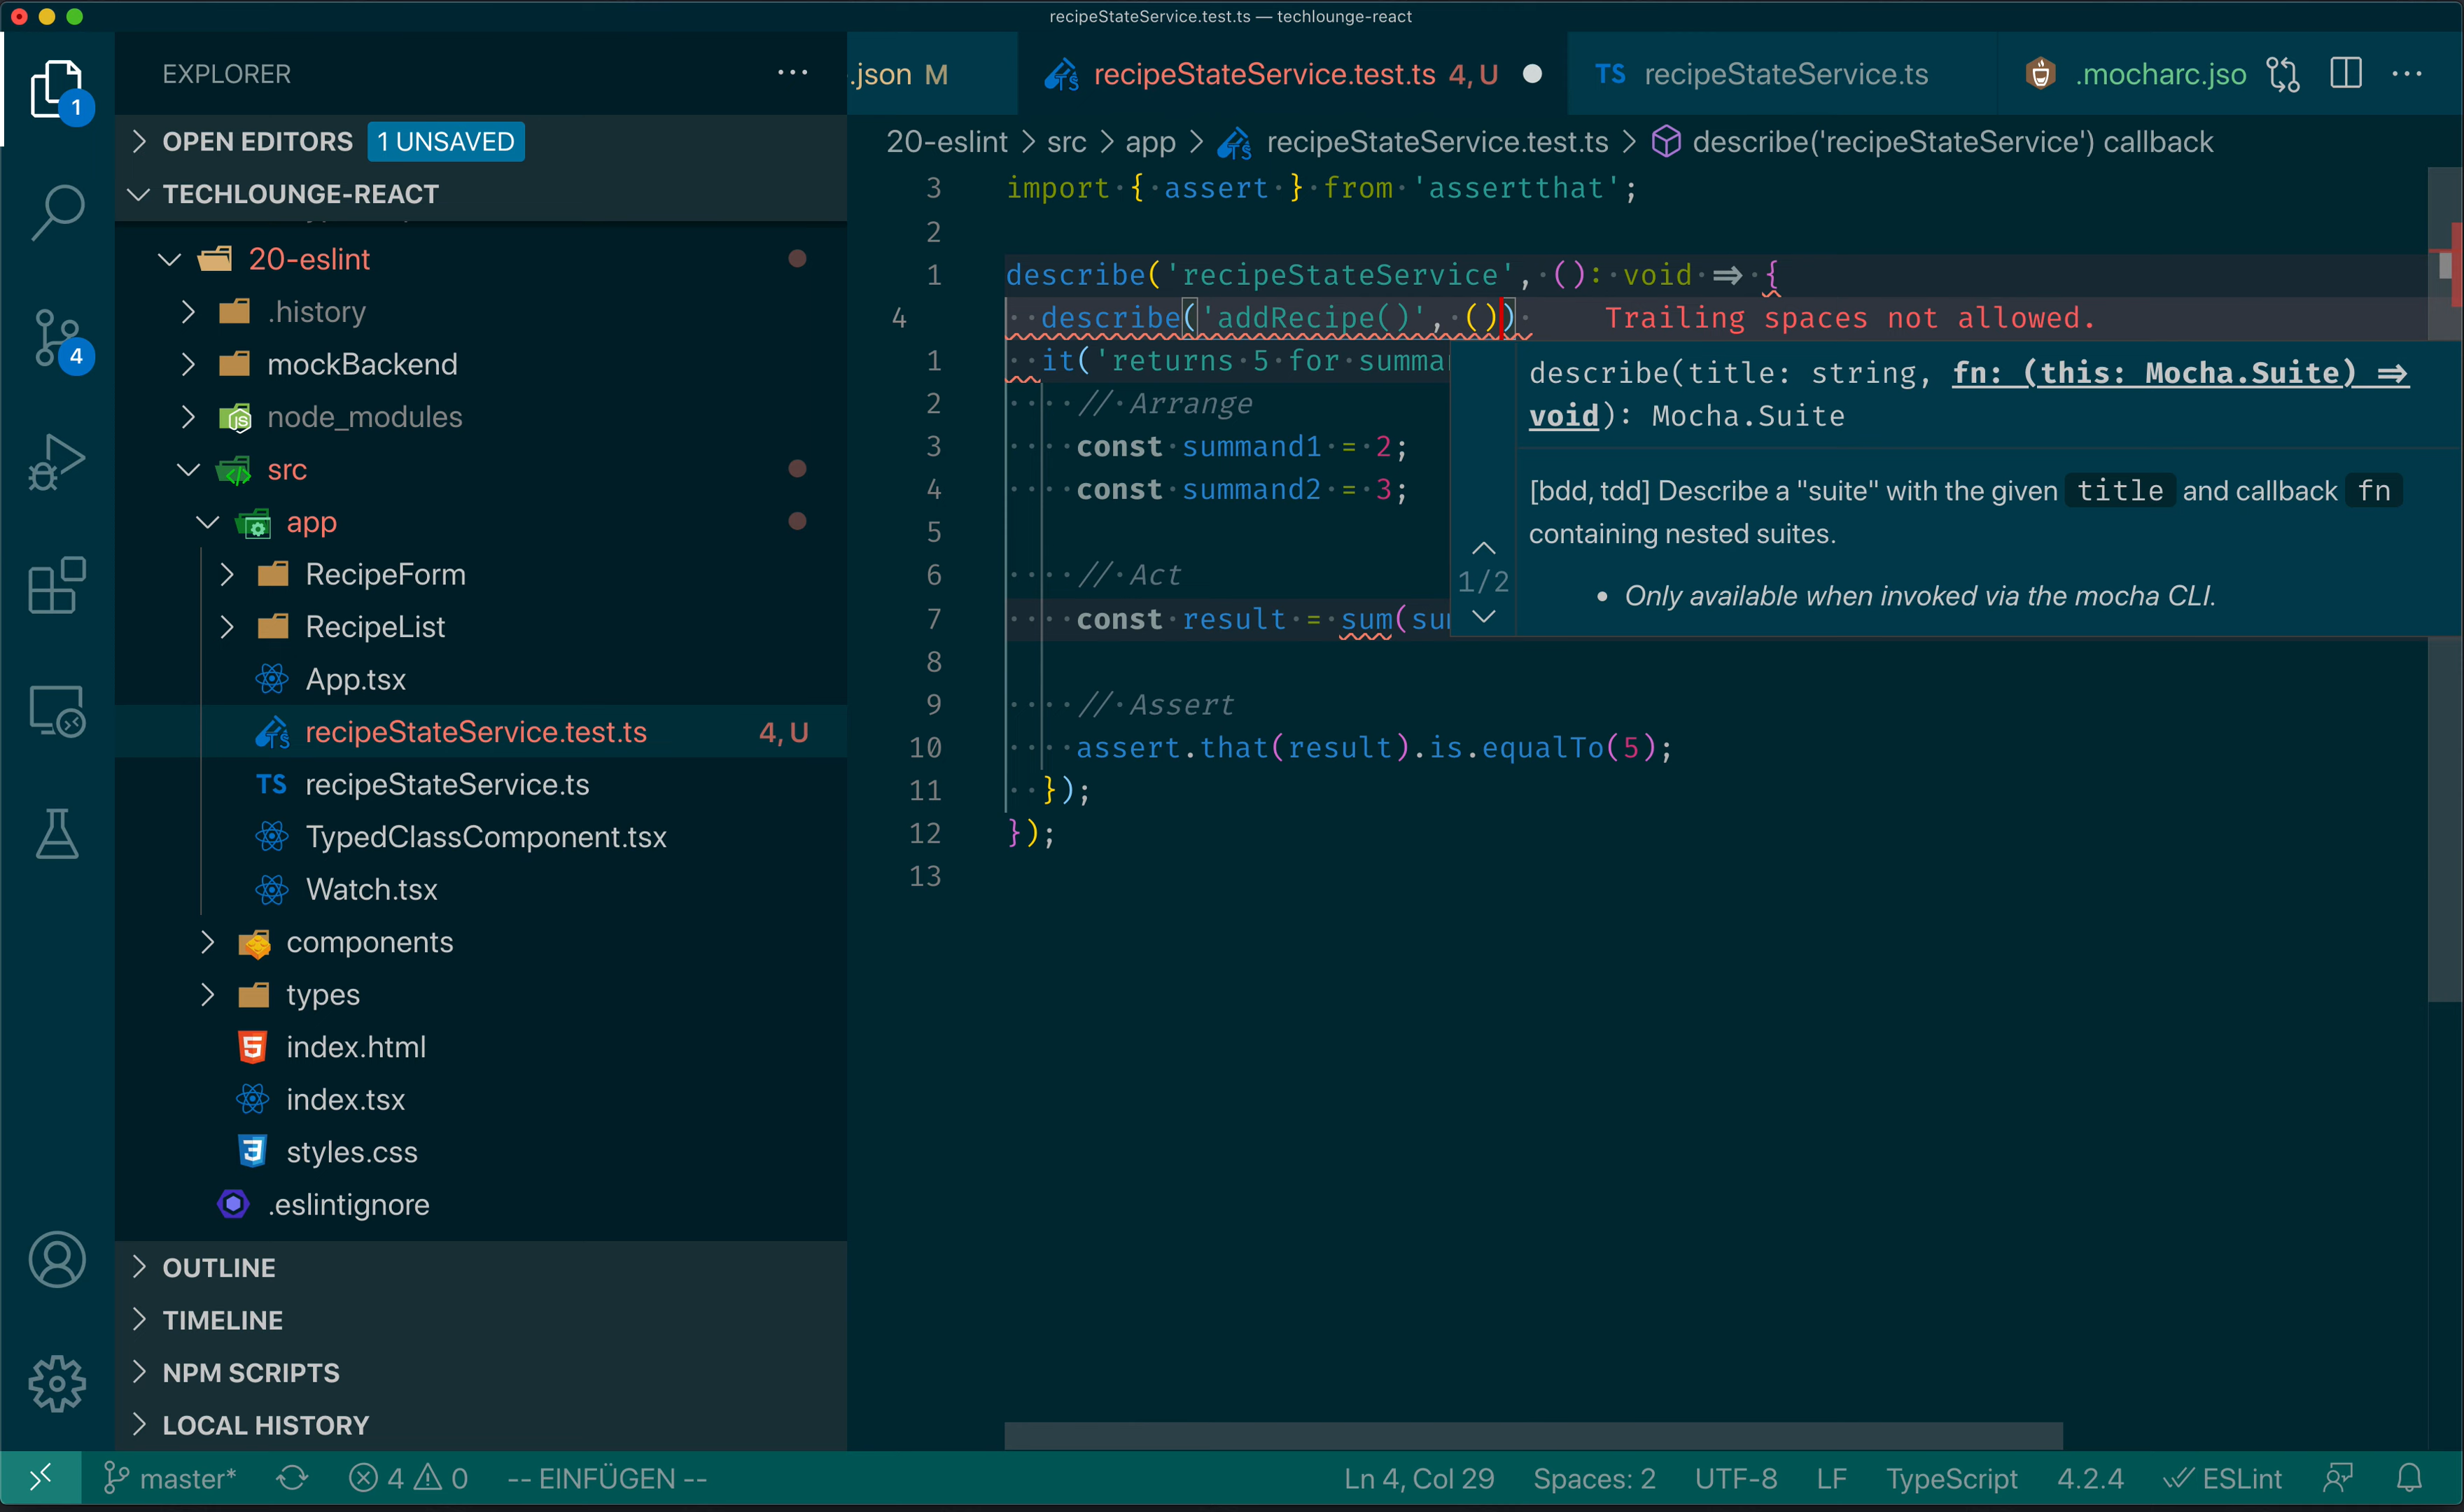 recipeStateService.test.ts — techlounge-react
EXPLORER
.json M
recipeStateService.test.ts 4, U
TS recipeStateService.ts
.mocharc.jso
1
OPEN EDITORS 1 UNSAVED
20-eslint > src > app > recipeStateService.test.ts > describe('recipeStateService') callback
TECHLOUNGE-REACT
20-eslint
.history
mockBackend
node_modules
src
app
RecipeForm
RecipeList
App.tsx
recipeStateService.test.ts 4, U
TS recipeStateService.ts
TypedClassComponent.tsx
Watch.tsx
components
types
index.html
index.tsx
styles.css
.eslintignore
OUTLINE
TIMELINE
NPM SCRIPTS
LOCAL HISTORY
4
3 import { assert } from 'assertthat';
2
1 describe('recipeStateService', (): void ⇒ {
4 describe('addRecipe()', ()) Trailing spaces not allowed.
1 it('returns 5 for summa
2 // Arrange
3 const summand1 = 2;
4 const summand2 = 3;
5
6 // Act
7 const result = sum(su
8
9 // Assert
10 assert.that(result).is.equalTo(5);
11 });
12 });
13
describe(title: string, fn: (this: Mocha.Suite) ⇒
void): Mocha.Suite
[bdd, tdd] Describe a "suite" with the given title and callback fn
containing nested suites.
1/2
• Only available when invoked via the mocha CLI.
master* 4 0 -- EINFÜGEN -- Ln 4, Col 29 Spaces: 2 UTF-8 LF TypeScript 4.2.4 ESLint